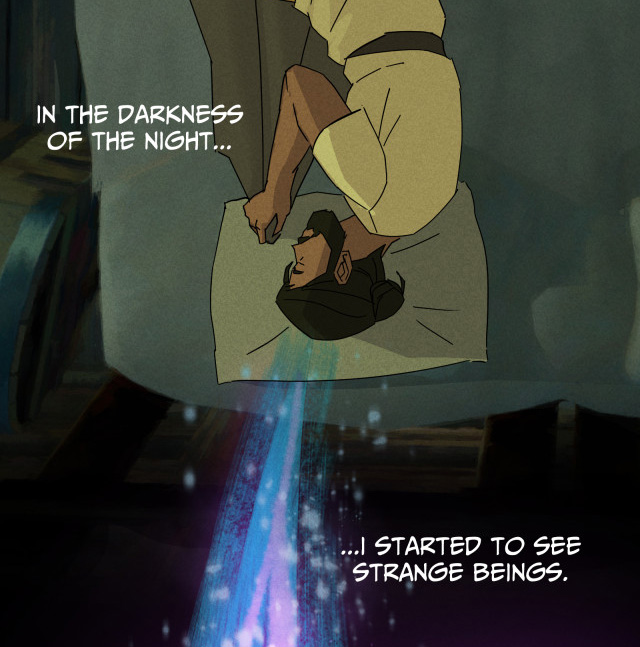 IN THE DARKNESS
OF THE NIGHT...
...I STARTED TO SEE
STRANGE BEINGS.